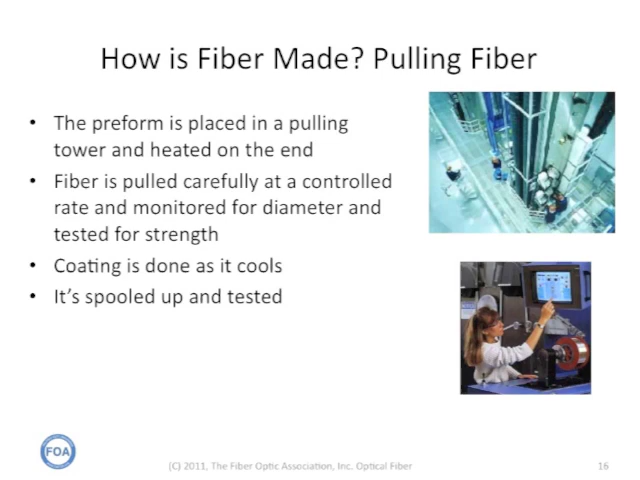 How is Fiber Made? Pulling Fiber
• The preform is placed in a pulling
tower and heated on the end
• Fiber is pulled carefully at a controlled
rate and monitored for diameter and
tested for strength
• Coating is done as it cools
• It's spooled up and tested
FOA
(C) 2011, The Fiber Optic Association, Inc. Optical Fiber
16